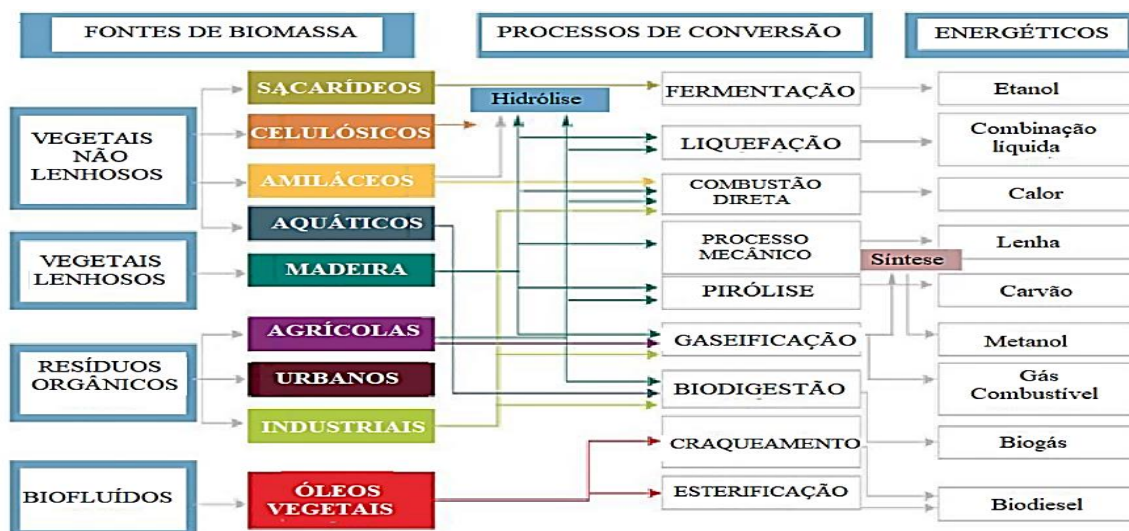 FONTES DE BIOMASSA
PROCESSOS DE CONVERSÃO
ENERGÉTICOS
VEGETAIS
NÃO
LENHOSOS
VEGETAIS
LENHOSOS
RESÍDUOS
ORGÂNICOS
BIOFLUÍDOS
SACARÍDEOS
CELULÓSICOS
AMILÁCEOS
AQUÁTICOS
MADEIRA
AGRÍCOLAS
URBANOS
INDUSTRIAIS
ÓLEOS
VEGETAIS
Hidrólise
FERMENTAÇÃO
LIQUEFAÇÃO
COMBUSTÃO
DIRETA
PROCESSO
MECÂNICO
PIRÓLISE
GASEIFICAÇÃO
BIODIGESTÃO
CRAQUEAMENTO
ESTERIFICAÇÃO
Síntese
Etanol
Combinação
líquida
Calor
Lenha
Carvão
Metanol
Gás
Combustível
Biogás
Biodiesel